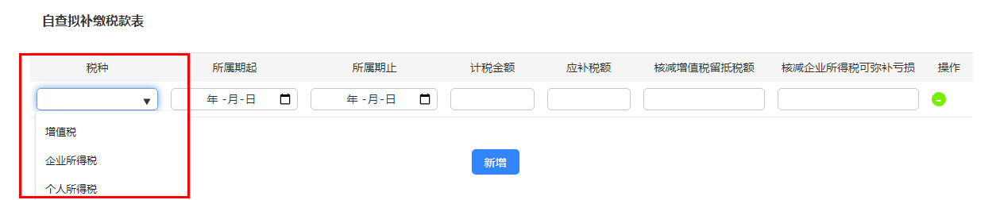 自查拟补缴税款表
税种 所属期起 所属期止 计税金额 应补税额 核减增值税留抵税额 核减企业所得税可弥补亏损 操作
年 -月-日 年 -月-日
增值税
企业所得税
新增
个人所得税